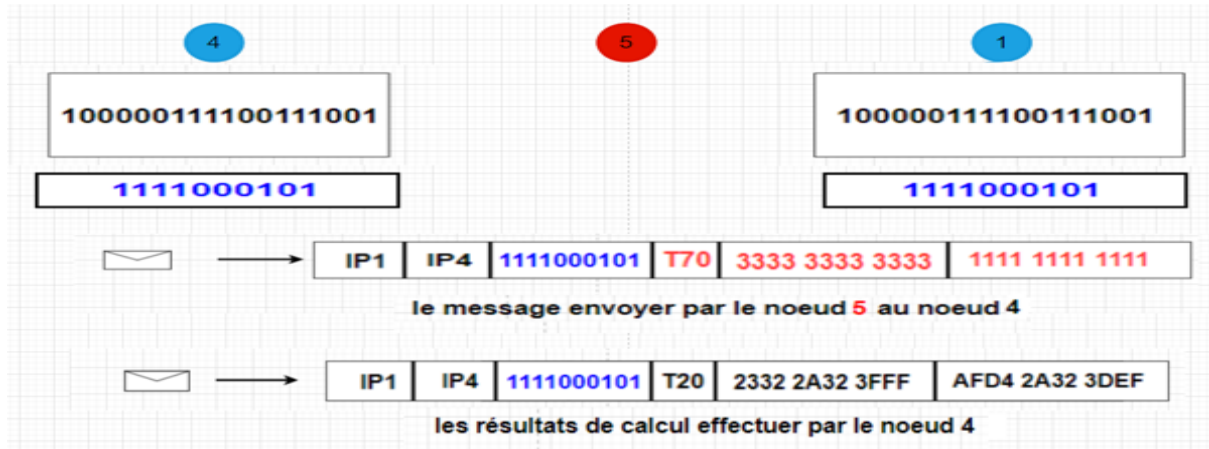 4 5 1
100000111100111001 100000111100111001
1111000101 1111000101
IP1 IP4 1111000101 T70 3333 3333 3333 1111 1111 1111
le message envoyer par le noeud 5 au noeud 4
IP1 IP4 1111000101 T20 2332 2A32 3FFF AFD4 2A32 3DEF
les résultats de calcul effectuer par le noeud 4